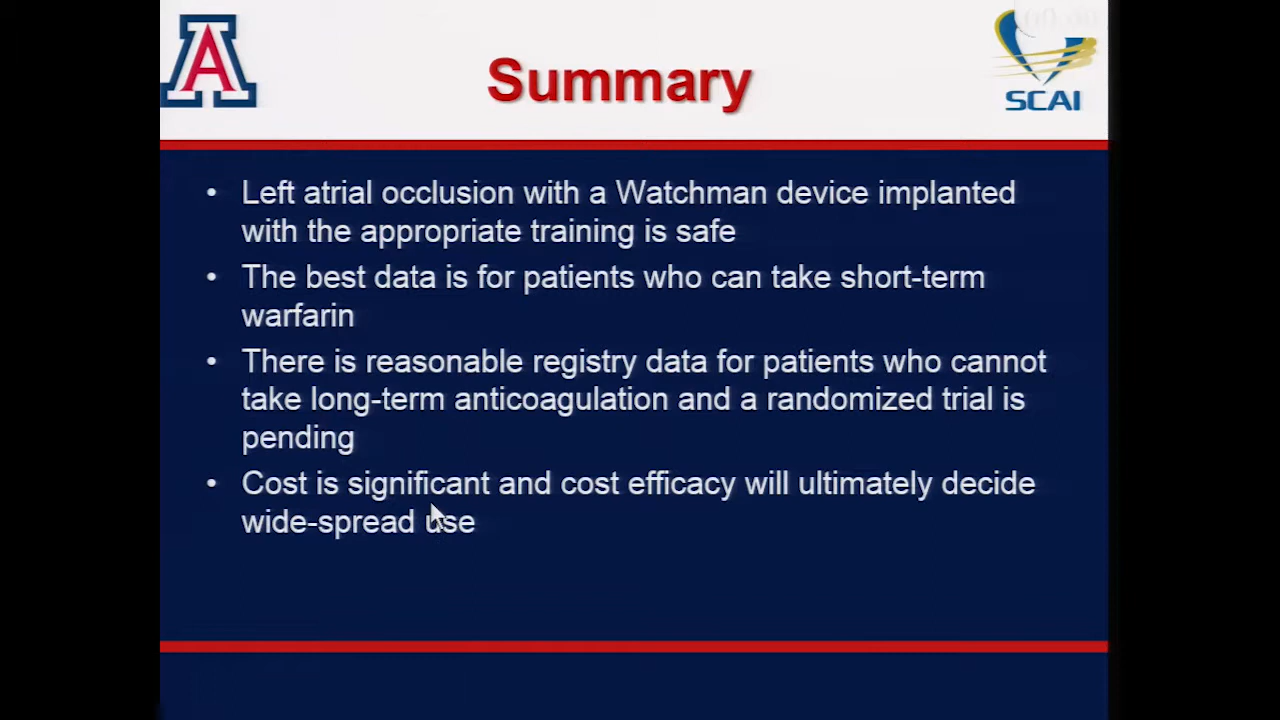 A
Summary
SCAI
• Left atrial occlusion with a Watchman device implanted
with the appropriate training is safe
• The best data is for patients who can take short-term
warfarin
• There is reasonable registry data for patients who cannot
take long-term anticoagulation and a randomized trial is
pending
• Cost is significant and cost efficacy will ultimately decide
wide-spread use